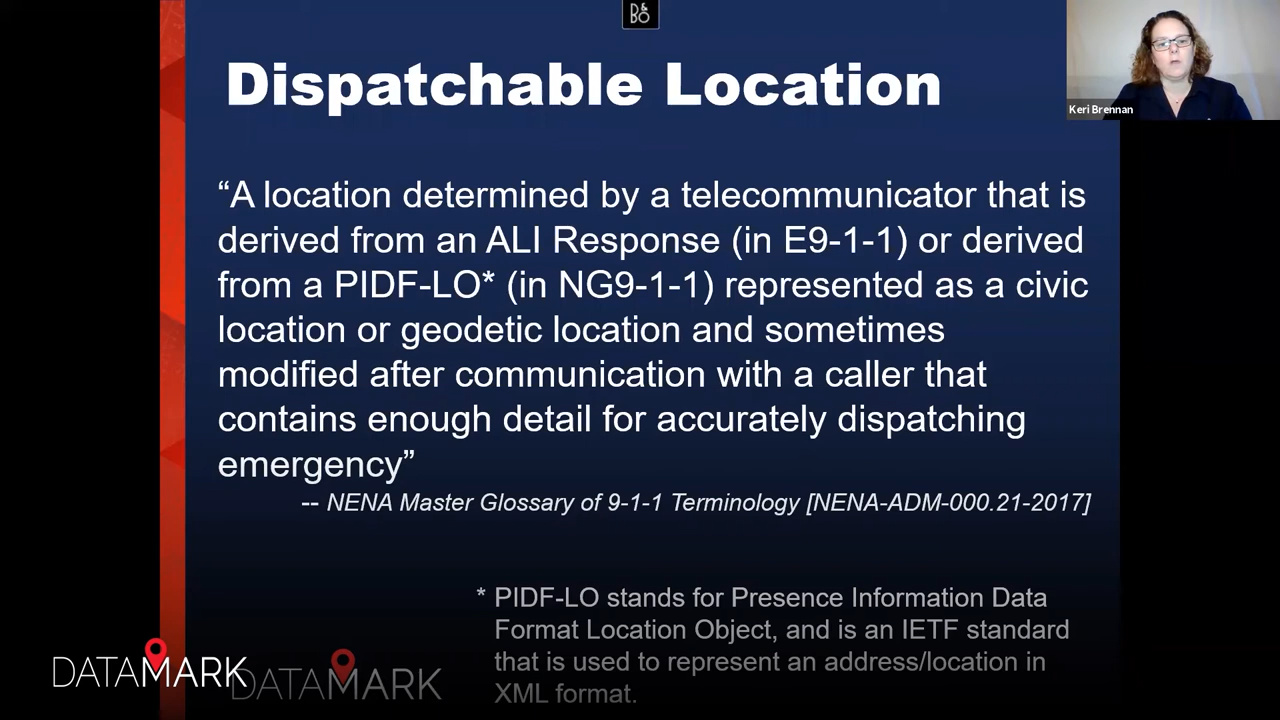 D&BO
Dispatchable Location
Keri Brennan
“A location determined by a telecommunicator that is
derived from an ALI Response (in E9-1-1) or derived
from a PIDF-LO* (in NG9-1-1) represented as a civic
location or geodetic location and sometimes
modified after communication with a caller that
contains enough detail for accurately dispatching
emergency”
-- NENA Master Glossary of 9-1-1 Terminology [NENA-ADM-000.21-2017]
* PIDF-LO stands for Presence Information Data
Format Location Object, and is an IETF standard
that is used to represent an address/location in
XML format.
DATAMARK
DATAMARK